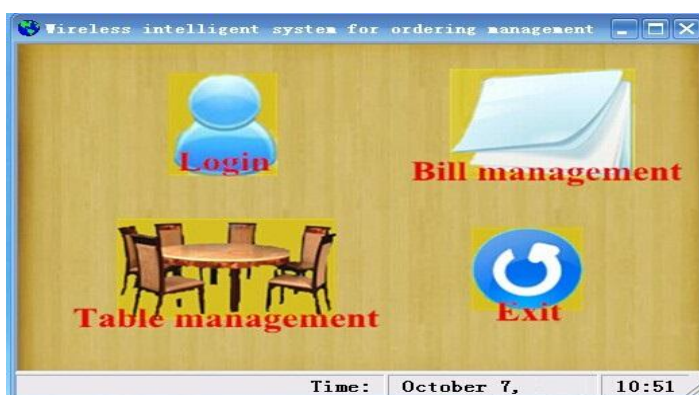 Wireless intelligent system for ordering management
Login
Bill management
Table management
Exit
Time: October 7, 10:51